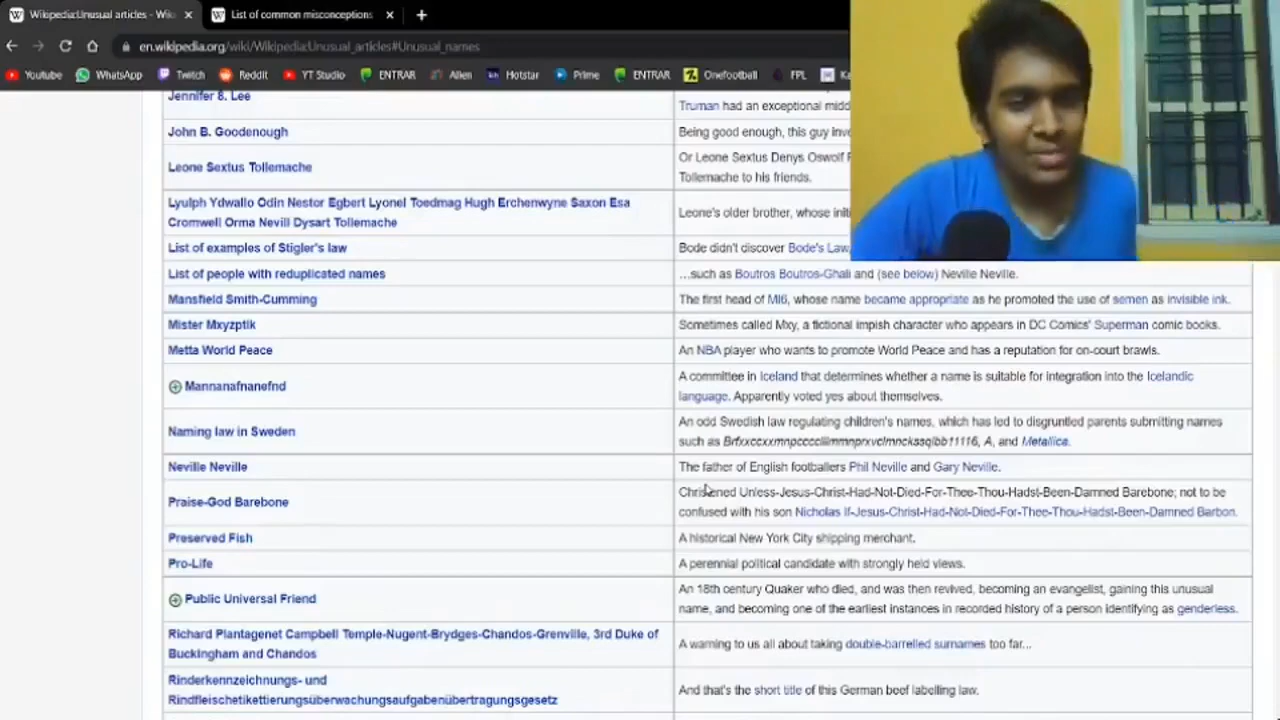 Wikipedia:Unusual articles - Wiki
List of common misconceptions
en.wikipedia.org/wiki/Wikipedia:Unusual_articles#Unusual_names
Youtube WhatsApp Twitch Reddit YT Studio ENTRAR Allen Hotstar Prime ENTRAR Onefootball FPL
Jennifer 8. Lee
Truman had an exceptional midd
John B. Goodenough
Being good enough, this guy inve
Leone Sextus Tollemache
Or Leone Sextus Denys Oswolf F
Tollemache to his friends.
Lyulph Ydwallo Odin Nestor Egbert Lyonel Toedmag Hugh Erchenwyne Saxon Esa
Cromwell Orma Nevill Dysart Tollemache
Leone's older brother, whose initi
List of examples of Stigler's law
Bode didn't discover Bode's Law.
List of people with reduplicated names
...such as Boutros Boutros-Ghali and (see below) Neville Neville.
Mansfield Smith-Cumming
The first head of MI6, whose name became appropriate as he promoted the use of semen as invisible ink.
Mister Mxyzptlk
Sometimes called Mxy, a fictional impish character who appears in DC Comics' Superman comic books.
Metta World Peace
An NBA player who wants to promote World Peace and has a reputation for on-court brawls.
Mannanafnanefnd
A committee in Iceland that determines whether a name is suitable for integration into the Icelandic
language. Apparently voted yes about themselves.
Naming law in Sweden
An odd Swedish law regulating children's names, which has led to disgruntled parents submitting names
such as Brfxxccxxmnpcccclllmmnprxvclmnckssqlbb11116, A, and Metallica.
Neville Neville
The father of English footballers Phil Neville and Gary Neville.
Praise-God Barebone
Christened Unless-Jesus-Christ-Had-Not-Died-For-Thee-Thou-Hadst-Been-Damned Barebone; not to be
confused with his son Nicholas If-Jesus-Christ-Had-Not-Died-For-Thee-Thou-Hadst-Been-Damned Barbon.
Preserved Fish
A historical New York City shipping merchant.
Pro-Life
A perennial political candidate with strongly held views.
Public Universal Friend
An 18th century Quaker who died, and was then revived, becoming an evangelist, gaining this unusual
name, and becoming one of the earliest instances in recorded history of a person identifying as genderless.
Richard Plantagenet Campbell Temple-Nugent-Brydges-Chandos-Grenville, 3rd Duke of
Buckingham and Chandos
A warning to us all about taking double-barrelled surnames too far...
Rinderkennzeichnungs- und
Rindfleischetikettierungsüberwachungsaufgabenübertragungsgesetz
And that's the short title of this German beef labelling law.